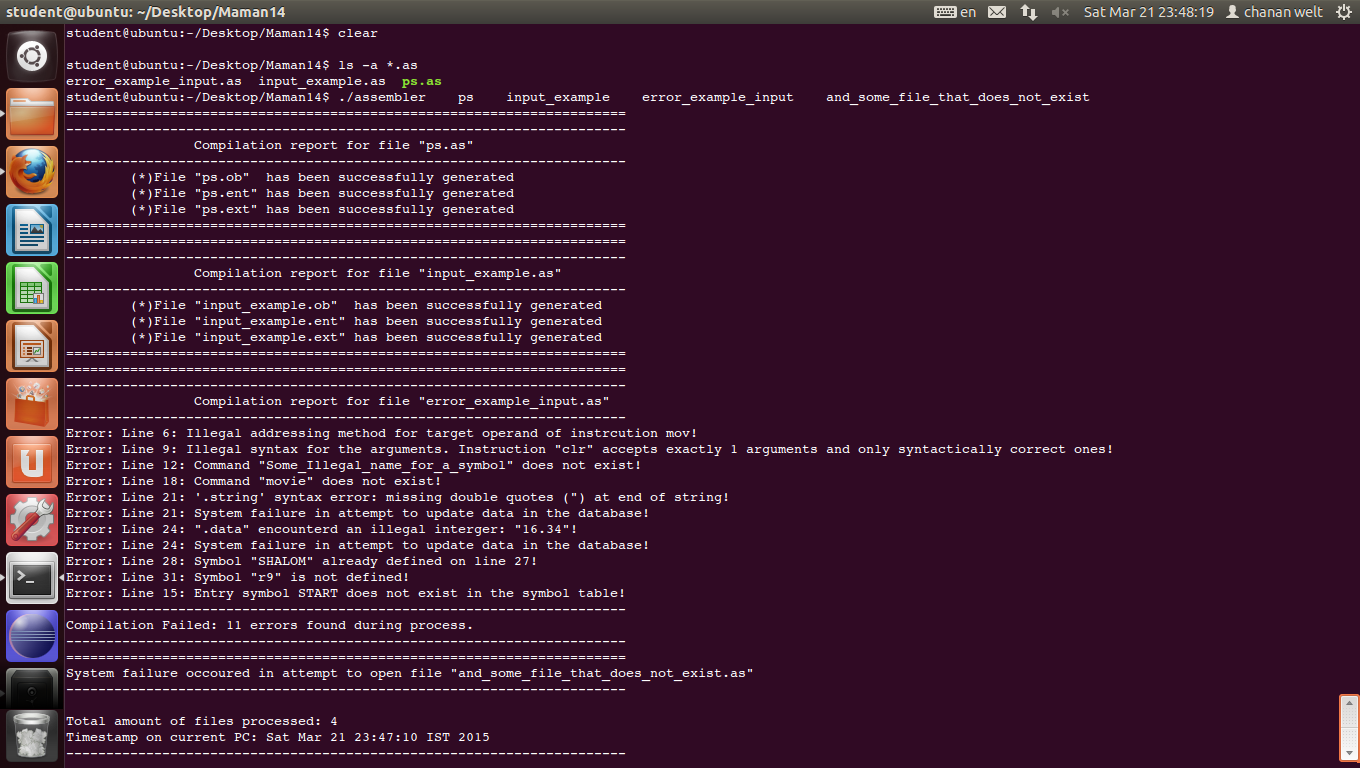 student@ubuntu: ~/Desktop/Maman14 en Sat Mar 21 23:48:19 chanan welt
student@ubuntu:~/Desktop/Maman14$ clear
student@ubuntu:~/Desktop/Maman14$ ls -a *.as
error_example_input.as  input_example.as  ps.as
student@ubuntu:~/Desktop/Maman14$ ./assembler    ps    input_example    error_example_input    and_some_file_that_does_not_exist
======================================================================
----------------------------------------------------------------------
                Compilation report for file "ps.as"
----------------------------------------------------------------------
        (*)File "ps.ob"  has been successfully generated
        (*)File "ps.ent" has been successfully generated
        (*)File "ps.ext" has been successfully generated
======================================================================
======================================================================
----------------------------------------------------------------------
                Compilation report for file "input_example.as"
----------------------------------------------------------------------
        (*)File "input_example.ob"  has been successfully generated
        (*)File "input_example.ent" has been successfully generated
        (*)File "input_example.ext" has been successfully generated
======================================================================
======================================================================
----------------------------------------------------------------------
                Compilation report for file "error_example_input.as"
----------------------------------------------------------------------
Error: Line 6: Illegal addressing method for target operand of instrcution mov!
Error: Line 9: Illegal syntax for the arguments. Instruction "clr" accepts exactly 1 arguments and only syntactically correct ones!
Error: Line 12: Command "Some_Illegal_name_for_a_symbol" does not exist!
Error: Line 18: Command "movie" does not exist!
Error: Line 21: '.string' syntax error: missing double quotes (") at end of string!
Error: Line 21: System failure in attempt to update data in the database!
Error: Line 24: ".data" encounterd an illegal interger: "16.34"!
Error: Line 24: System failure in attempt to update data in the database!
Error: Line 28: Symbol "SHALOM" already defined on line 27!
Error: Line 31: Symbol "r9" is not defined!
Error: Line 15: Entry symbol START does not exist in the symbol table!
----------------------------------------------------------------------
Compilation Failed: 11 errors found during process.
----------------------------------------------------------------------
======================================================================
System failure occoured in attempt to open file "and_some_file_that_does_not_exist.as"
----------------------------------------------------------------------
Total amount of files processed: 4
Timestamp on current PC: Sat Mar 21 23:47:10 IST 2015
----------------------------------------------------------------------